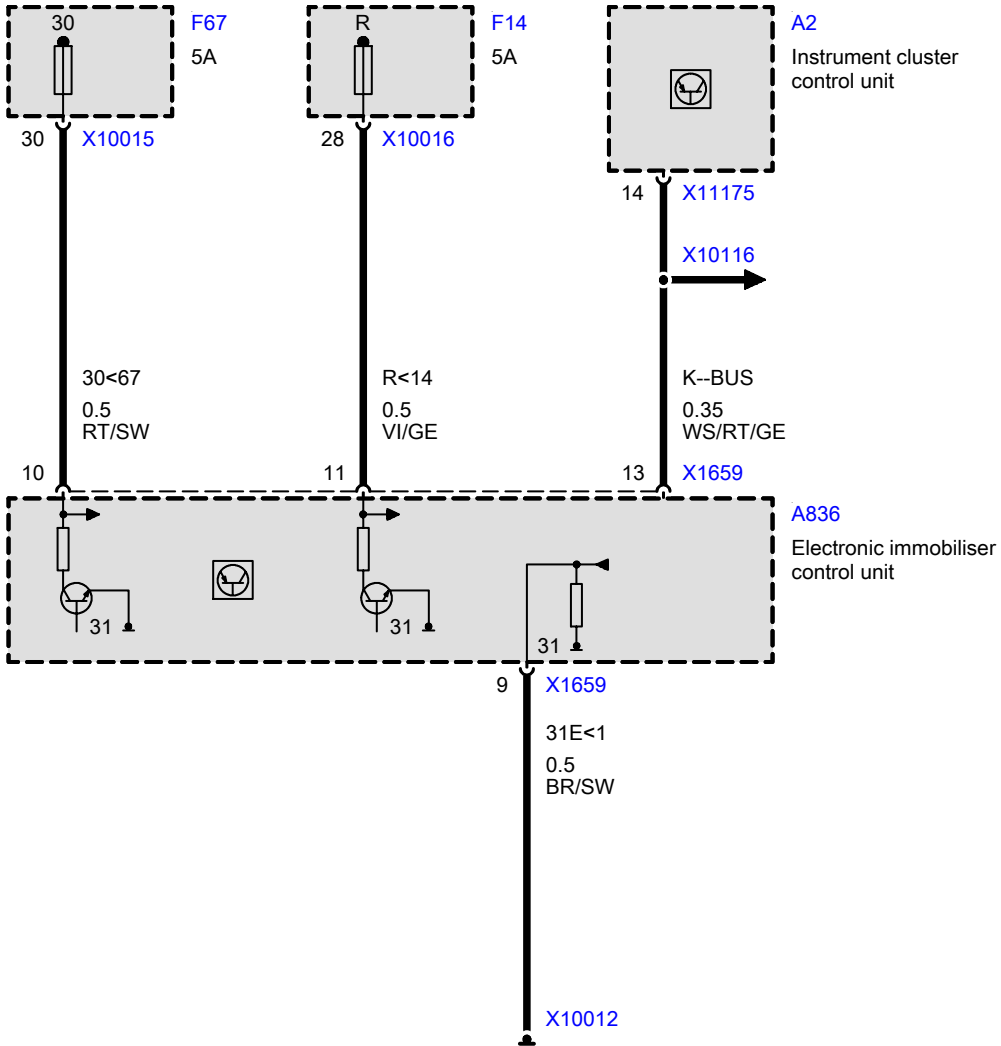 30
F67
5A
30
X10015
R
F14
5A
28
X10016
A2
Instrument cluster
control unit
14
X11175
X10116
30<67
0.5
RT/SW
R<14
0.5
VI/GE
K--BUS
0.35
WS/RT/GE
10
11
13
X1659
A836
Electronic immobiliser
control unit
31
31
31
9
X1659
31E<1
0.5
BR/SW
X10012